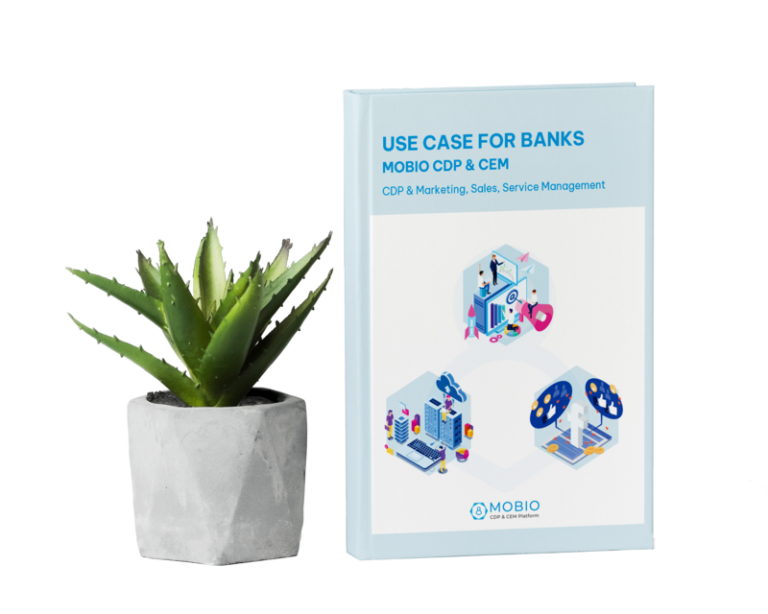 USE CASE FOR BANKS
MOBIO CDP & CEM
CDP & Marketing, Sales, Service Management
MOBIO
CDP & CEM Platform